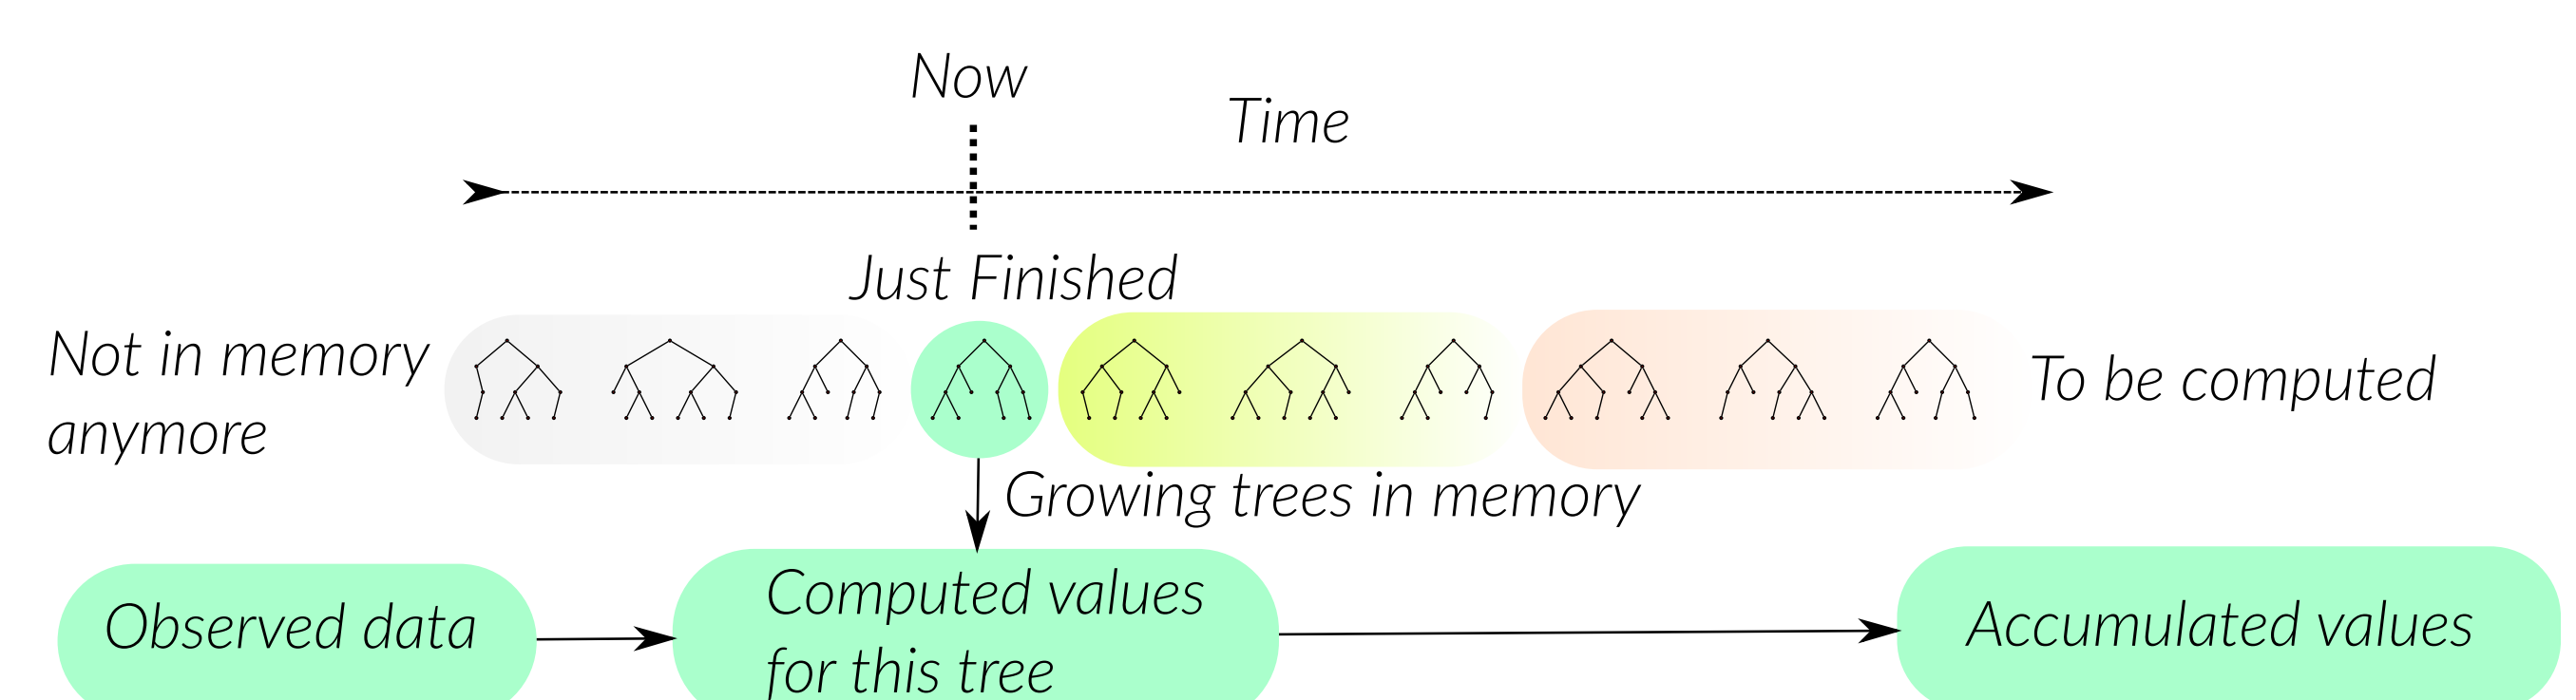 Now
Time
Just Finished
Not in memory
anymore
To be computed
Growing trees in memory
Observed data
Computed values
for this tree
Accumulated values